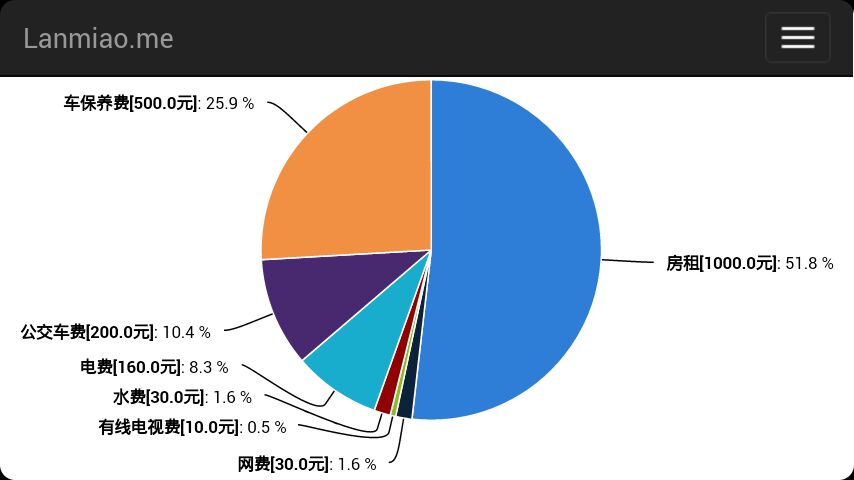 Lanmiao.me
车保养费[500.0元]: 25.9 %
房租[1000.0元]: 51.8 %
公交车费[200.0元]: 10.4 %
电费[160.0元]: 8.3 %
水费[30.0元]: 1.6 %
有线电视费[10.0元]: 0.5 %
网费[30.0元]: 1.6 %